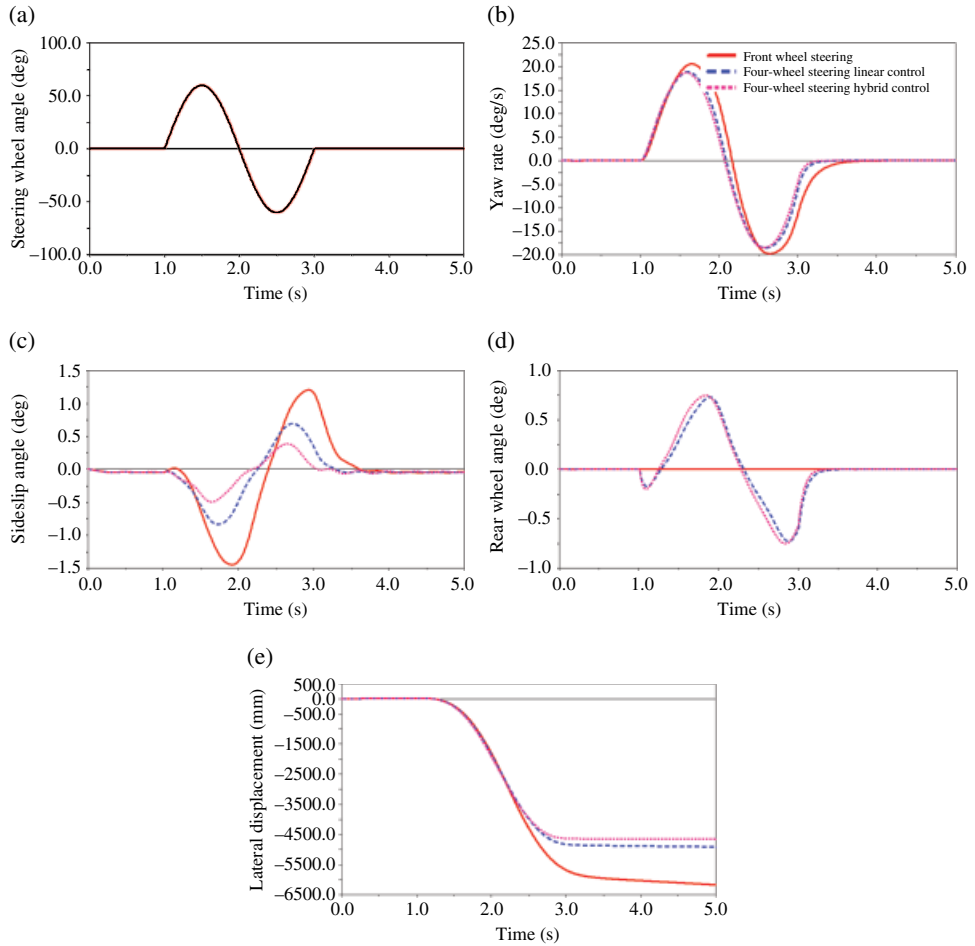 (a)
Steering wheel angle (deg)
100.0
50.0
0.0
–50.0
–100.0
0.0 1.0 2.0 3.0 4.0 5.0
Time (s)
(b)
Yaw rate (deg/s)
25.0
20.0
15.0
10.0
5.0
0.0
–5.0
–10.0
–15.0
–20.0
0.0 1.0 2.0 3.0 4.0 5.0
Time (s)
Front wheel steering
Four-wheel steering linear control
Four-wheel steering hybrid control
(c)
Sideslip angle (deg)
1.5
1.0
0.5
0.0
–0.5
–1.0
–1.5
0.0 1.0 2.0 3.0 4.0 5.0
Time (s)
(d)
Rear wheel angle (deg)
1.0
0.5
0.0
–0.5
–1.0
0.0 1.0 2.0 3.0 4.0 5.0
Time (s)
(e)
Lateral displacement (mm)
500.0
0.0
–500.0
–1500.0
–2500.0
–3500.0
–4500.0
–5500.0
–6500.0
0.0 1.0 2.0 3.0 4.0 5.0
Time (s)